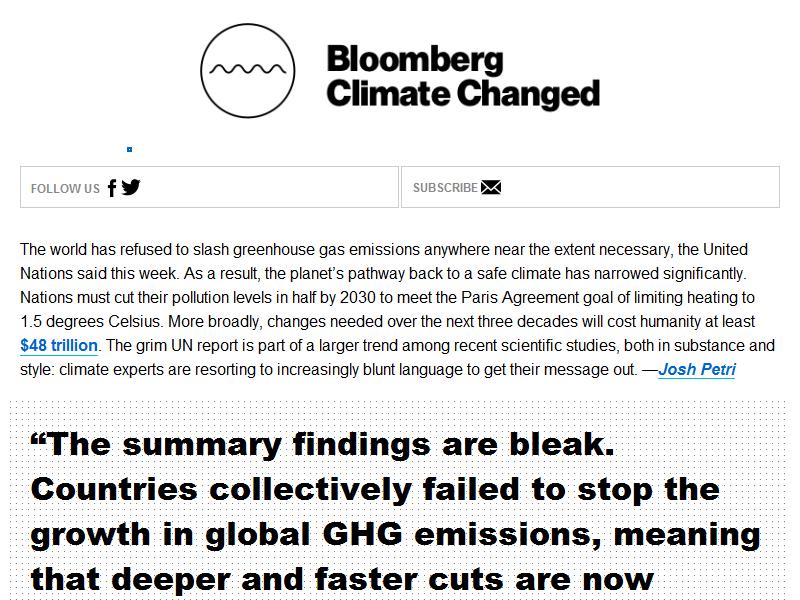 Bloomberg
Climate Changed
FOLLOW US
SUBSCRIBE
The world has refused to slash greenhouse gas emissions anywhere near the extent necessary, the United
Nations said this week. As a result, the planet’s pathway back to a safe climate has narrowed significantly.
Nations must cut their pollution levels in half by 2030 to meet the Paris Agreement goal of limiting heating to
1.5 degrees Celsius. More broadly, changes needed over the next three decades will cost humanity at least
$48 trillion. The grim UN report is part of a larger trend among recent scientific studies, both in substance and
style: climate experts are resorting to increasingly blunt language to get their message out. —Josh Petri
“The summary findings are bleak.
Countries collectively failed to stop the
growth in global GHG emissions, meaning
that deeper and faster cuts are now